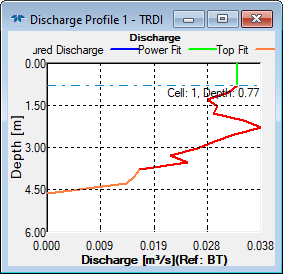 Discharge Profile 1 - TRDI
Discharge
ured Discharge Power Fit Top Fit
0.00
Cell: 1, Depth: 0.77
1.50
3.00
4.50
6.00
Depth [m]
0.000 0.009 0.019 0.028 0.038
Discharge [m³/s](Ref: BT)